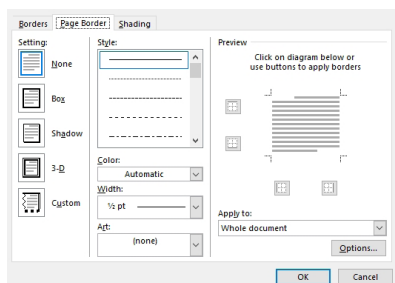 Borders Page Border Shading
Setting:
None
Box
Shadow
3-D
Custom
Style:
Color:
Automatic
Width:
½ pt
Art:
(none)
Preview
Click on diagram below or
use buttons to apply borders
Apply to:
Whole document
Options...
OK Cancel